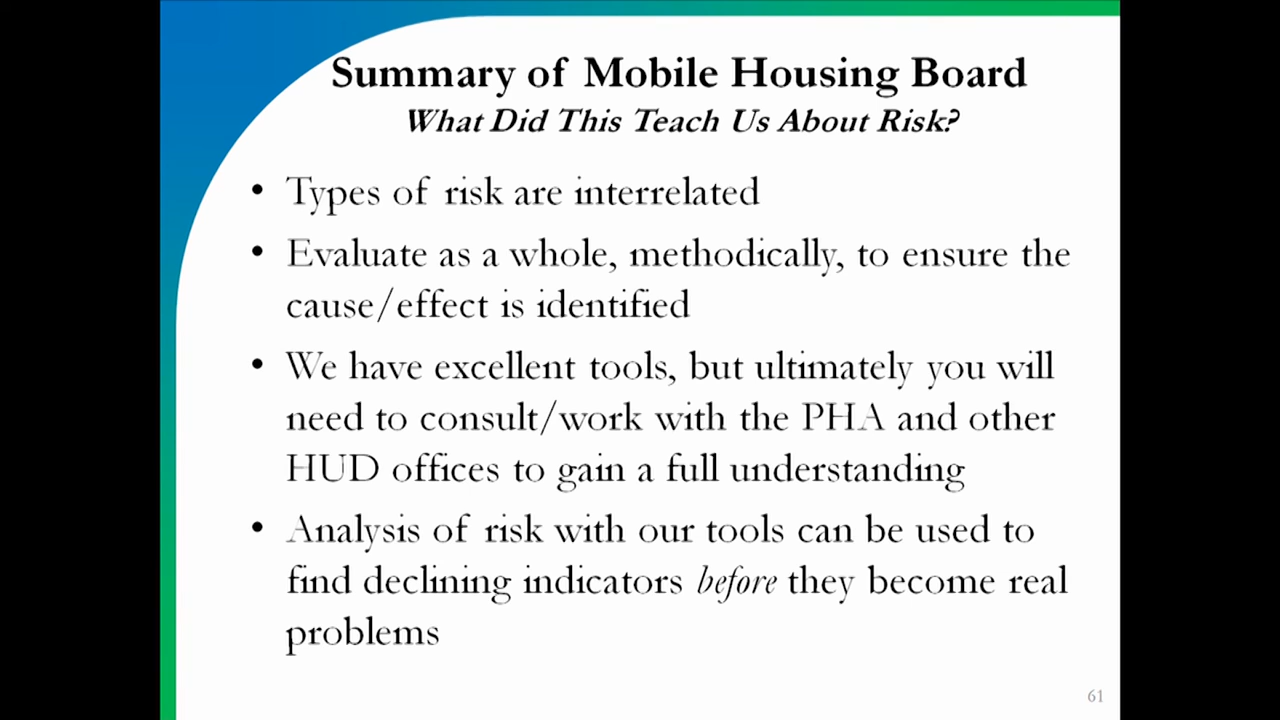 Summary of Mobile Housing Board
What Did This Teach Us About Risk?
• Types of risk are interrelated
• Evaluate as a whole, methodically, to ensure the
cause/effect is identified
• We have excellent tools, but ultimately you will
need to consult/work with the PHA and other
HUD offices to gain a full understanding
• Analysis of risk with our tools can be used to
find declining indicators before they become real
problems
61